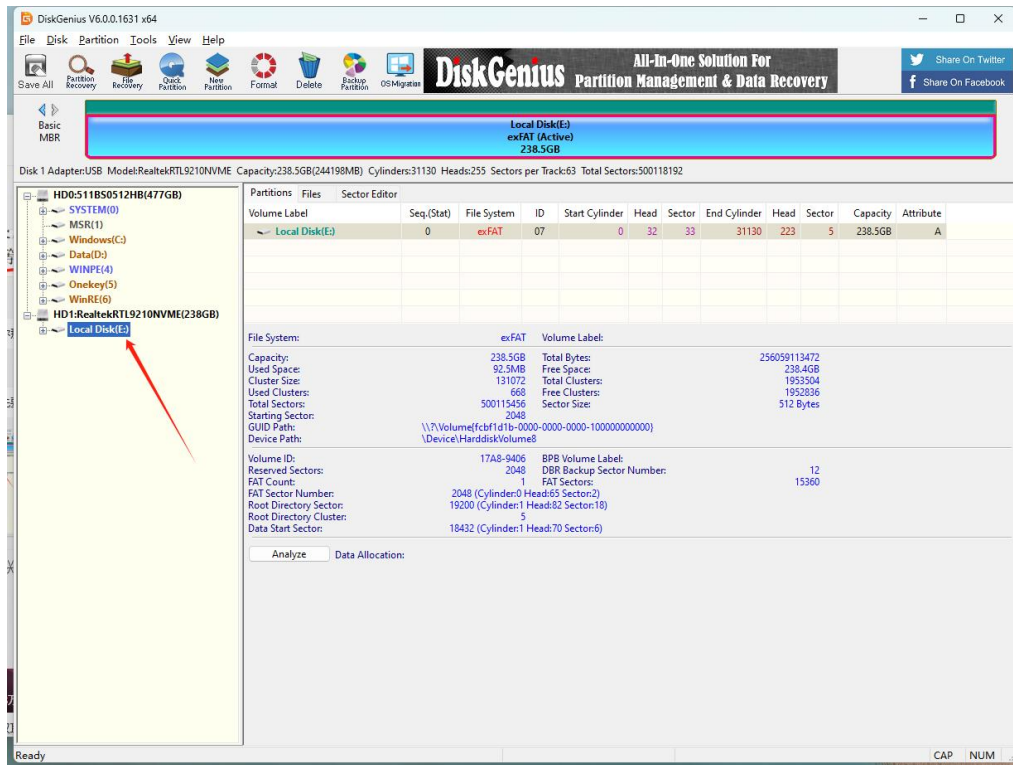 DiskGenius V6.0.0.1631 x64
File Disk Partition Tools View Help
Save All Partition Recovery File Recovery Quick Partition New Partition Format Delete Backup Partition OS Migration
DiskGenius All-In-One Solution For Partition Management & Data Recovery
Share On Twitter
Share On Facebook
Basic
MBR
Local Disk(E:)
exFAT (Active)
238.5GB
Disk 1 Adapter:USB Model:RealtekRTL9210NVME Capacity:238.5GB(244198MB) Cylinders:31130 Heads:255 Sectors per Track:63 Total Sectors:500118192
HD0:511BS0512HB(477GB)
SYSTEM(0)
MSR(1)
Windows(C:)
Data(D:)
WINPE(4)
Onekey(5)
WinRE(6)
HD1:RealtekRTL9210NVME(238GB)
Local Disk(E:)
Partitions Files Sector Editor
Volume Label Seq.(Stat) File System ID Start Cylinder Head Sector End Cylinder Head Sector Capacity Attribute
Local Disk(E:) 0 exFAT 07 0 32 33 31130 223 5 238.5GB A
File System: exFAT Volume Label:
Capacity: 238.5GB Total Bytes: 256059113472
Used Space: 92.5MB Free Space: 238.4GB
Cluster Size: 131072 Total Clusters: 1953504
Used Clusters: 668 Free Clusters: 1952836
Total Sectors: 500115456 Sector Size: 512 Bytes
Starting Sector: 2048
GUID Path: \\?\Volume{fcbf1d1b-0000-0000-0000-100000000000}
Device Path: \Device\HarddiskVolume8
Volume ID: 17A8-9406 BPB Volume Label:
Reserved Sectors: 2048 DBR Backup Sector Number: 12
FAT Count: 1 FAT Sectors: 15360
FAT Sector Number: 2048 (Cylinder:0 Head:65 Sector:2)
Root Directory Sector: 19200 (Cylinder:1 Head:82 Sector:18)
Root Directory Cluster: 5
Data Start Sector: 18432 (Cylinder:1 Head:70 Sector:6)
Analyze Data Allocation:
Ready
CAP NUM